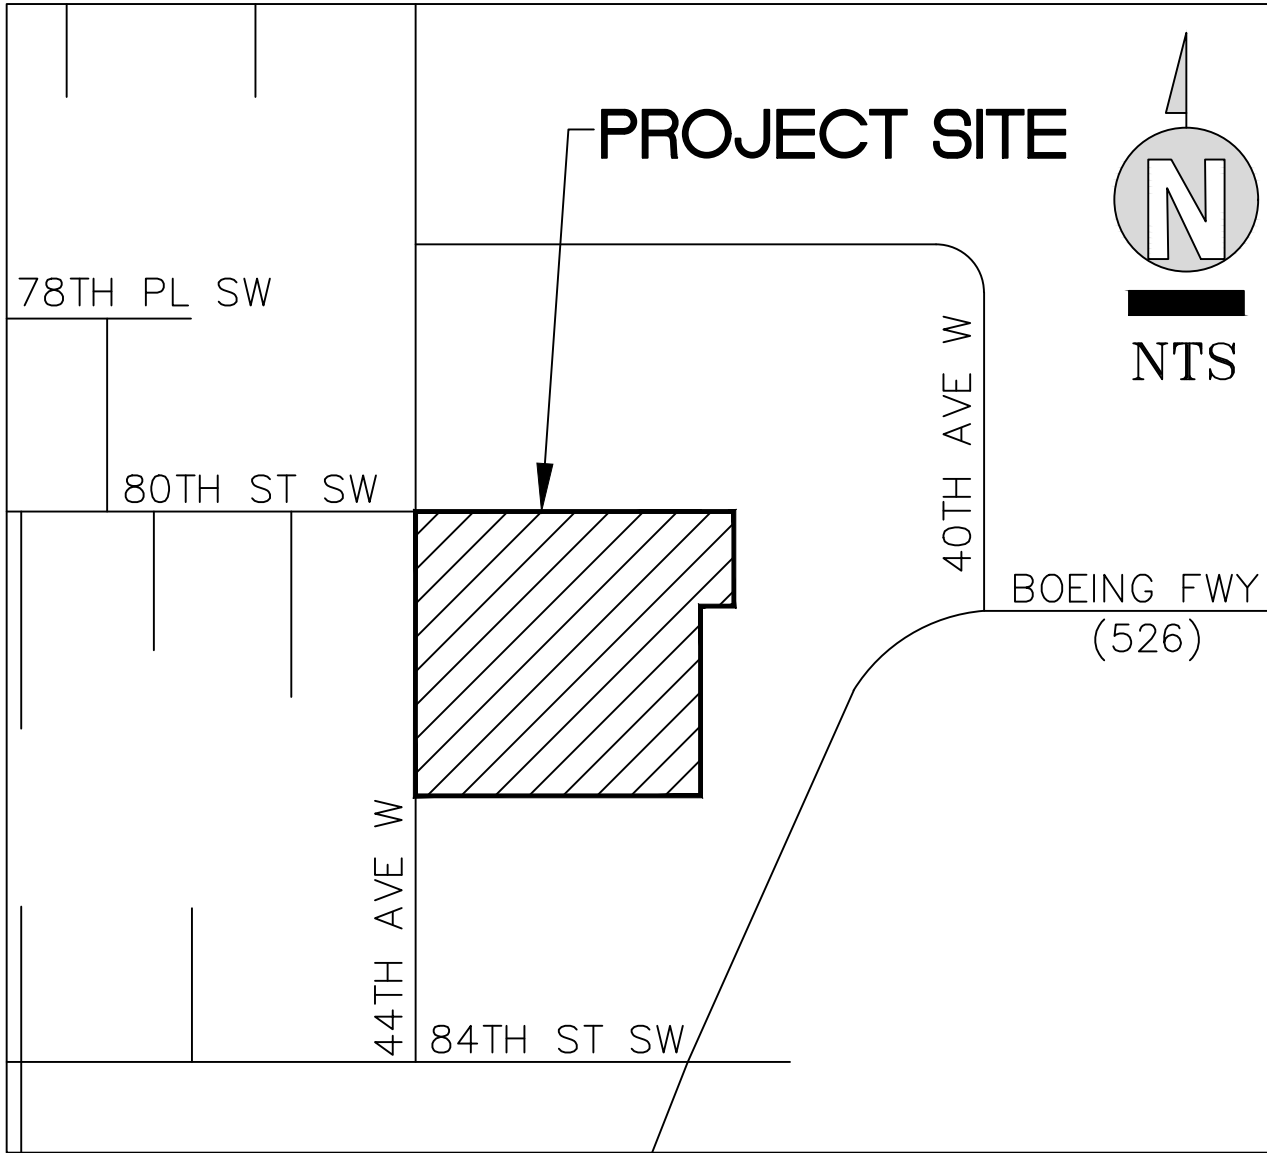 PROJECT SITE
N
NTS
78TH PL SW
40TH AVE W
80TH ST SW
BOEING FWY
(526)
44TH AVE W
84TH ST SW